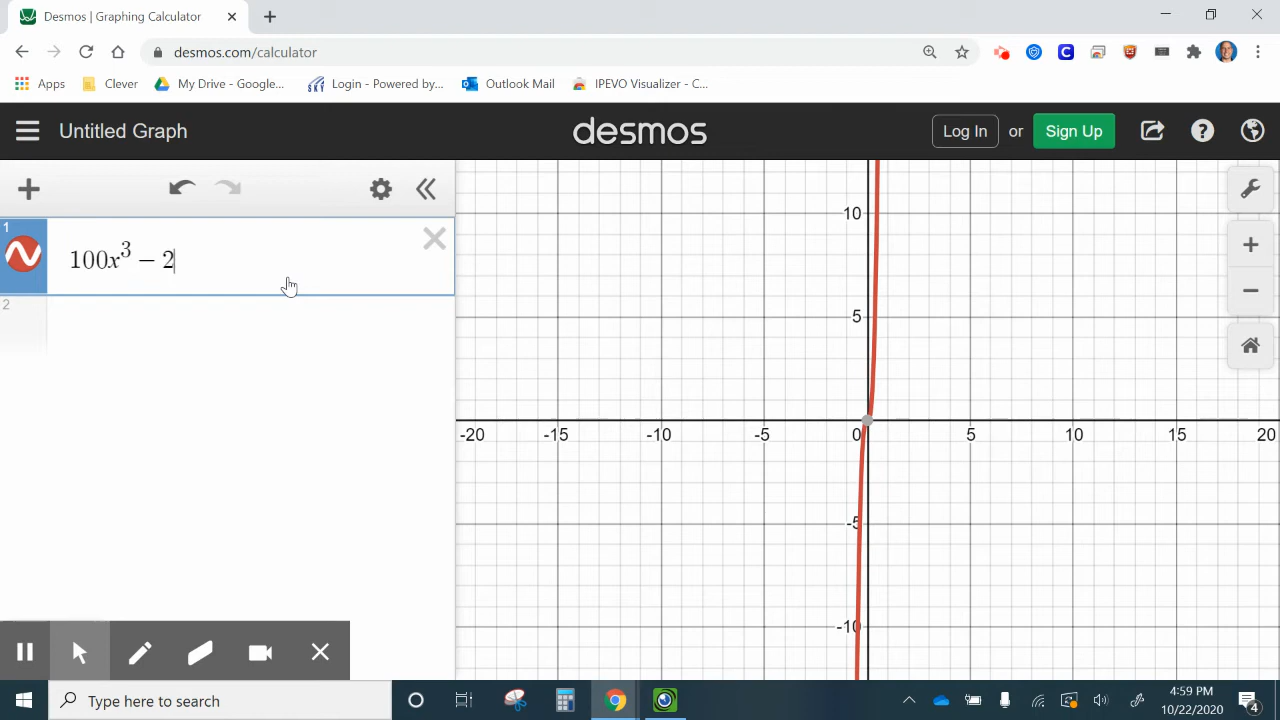 Desmos | Graphing Calculator
desmos.com/calculator
Apps
Clever
My Drive - Google...
Login - Powered by...
Outlook Mail
IPEVO Visualizer - C...
Untitled Graph
desmos
Log In or Sign Up
1
100x³ − 2
2
10
5
-20 -15 -10 -5 0 5 10 15 20
-5
-10
Type here to search
4:59 PM
10/22/2020
4